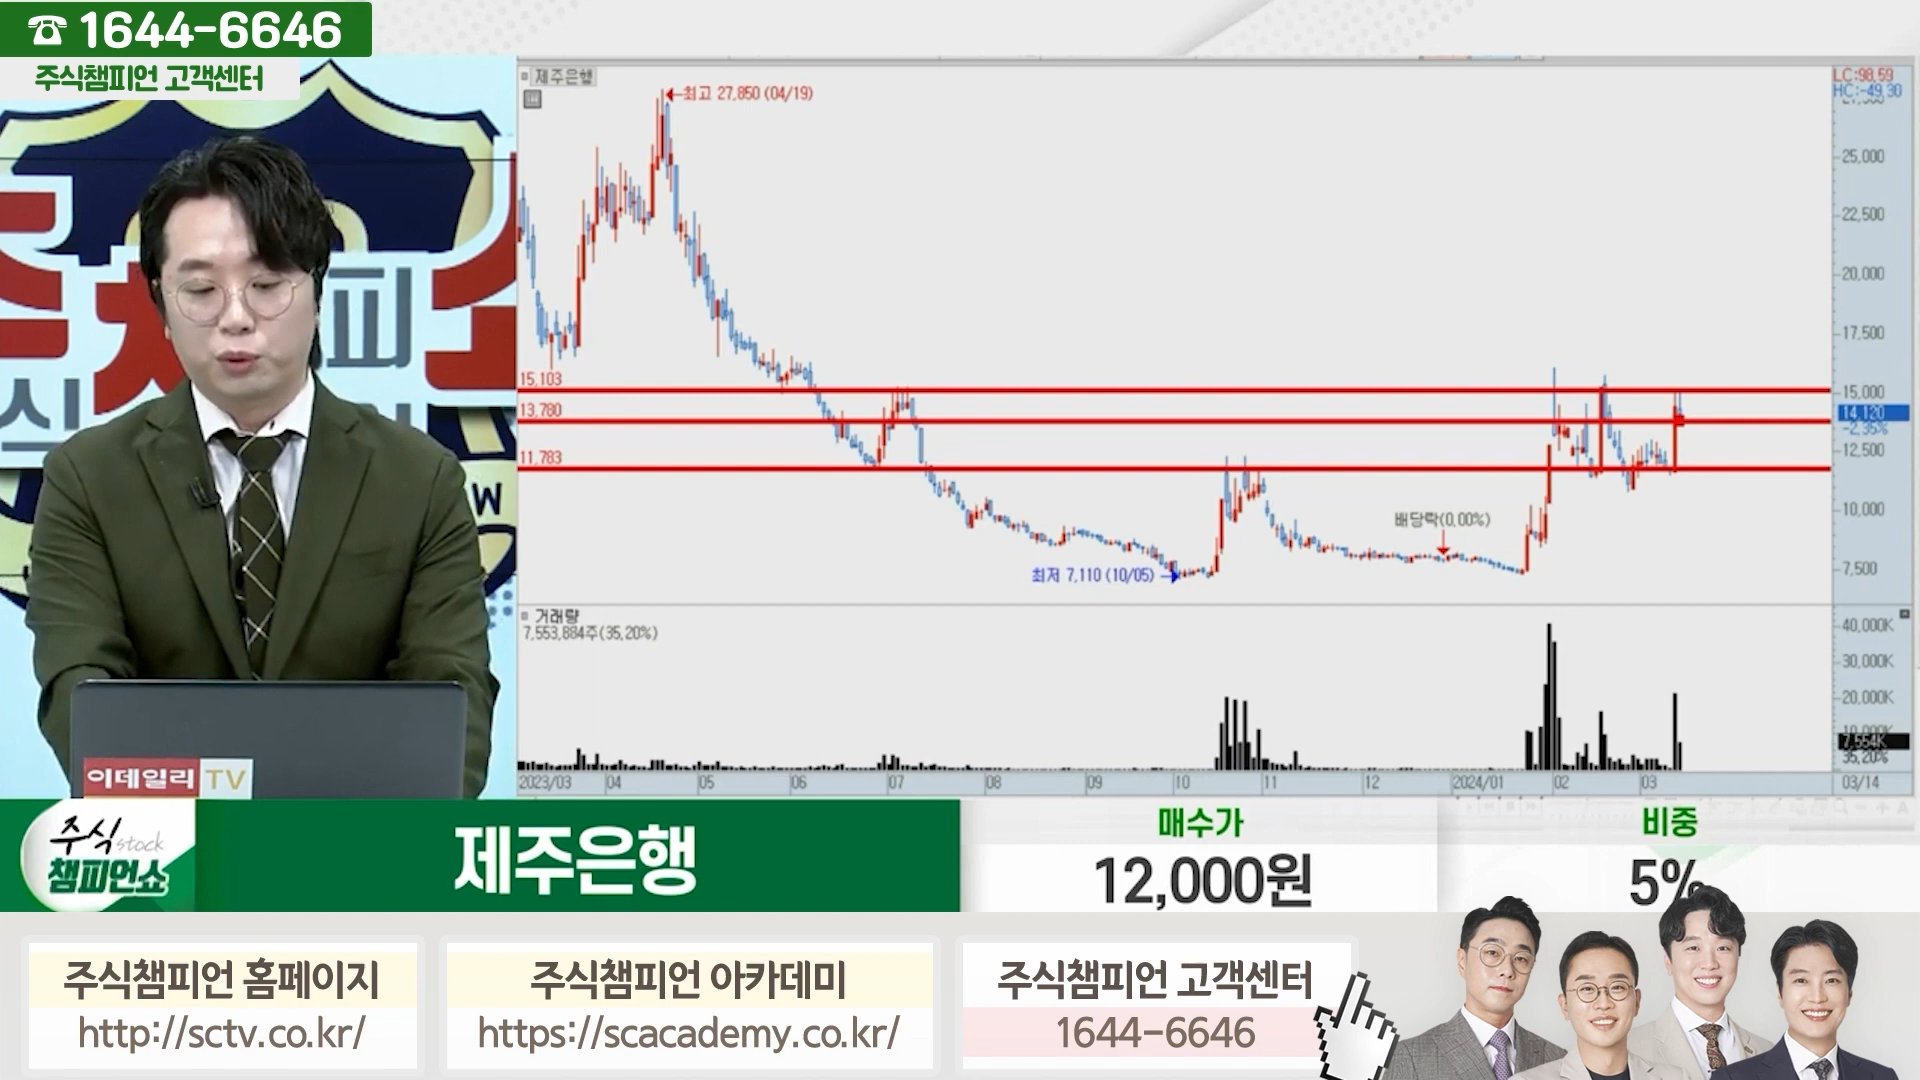 ☎ 1644-6646
주식챔피언 고객센터
제주은행
LC:98.59
HC:-49.30
최고 27,850 (04/19)
25,000
22,500
20,000
17,500
15,103
15,000
13,780
14,120
-2.35%
12,500
11,783
10,000
배당락(0.00%)
7,500
최저 7,110 (10/05)
거래량
7,553,884주(35.20%)
40,000K
30,000K
20,000K
10,000K
7,554K
35.20%
2023/03 04 05 06 07 08 09 10 11 12 2024/01 02 03 03/14
피
식
W
이데일리 TV
주식 stock
챔피언쇼
제주은행
매수가
12,000원
비중
5%
주식챔피언 홈페이지
http://sctv.co.kr/
주식챔피언 아카데미
https://scacademy.co.kr/
주식챔피언 고객센터
1644-6646